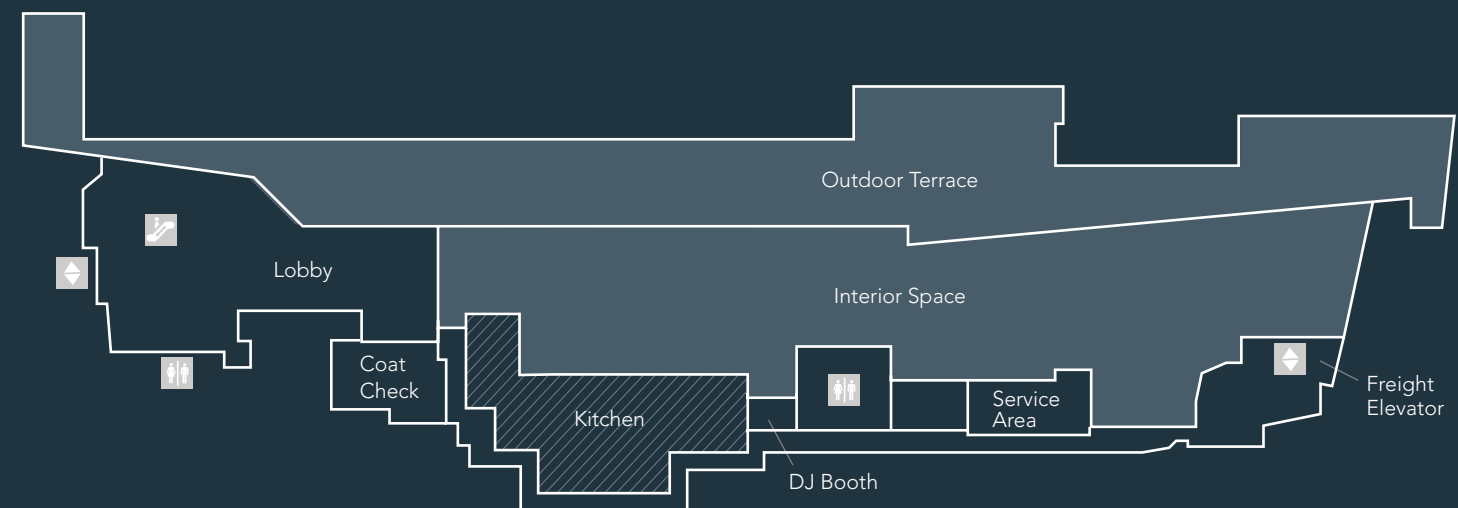 Outdoor Terrace
Lobby
Interior Space
Coat
Check
Kitchen
Service
Area
Freight
Elevator
DJ Booth